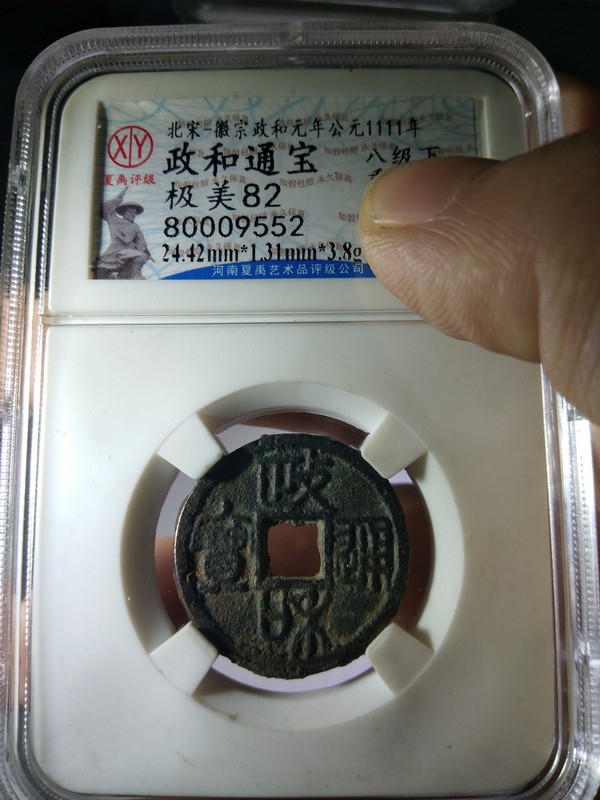 北宋-徽宗政和元年公元1111年
XY
政和通宝 八级 下
夏禹评级
极美82
80009552
24.42mm*1.31mm*3.8g
河南夏禹艺术品评级公司
政
寶 通
和